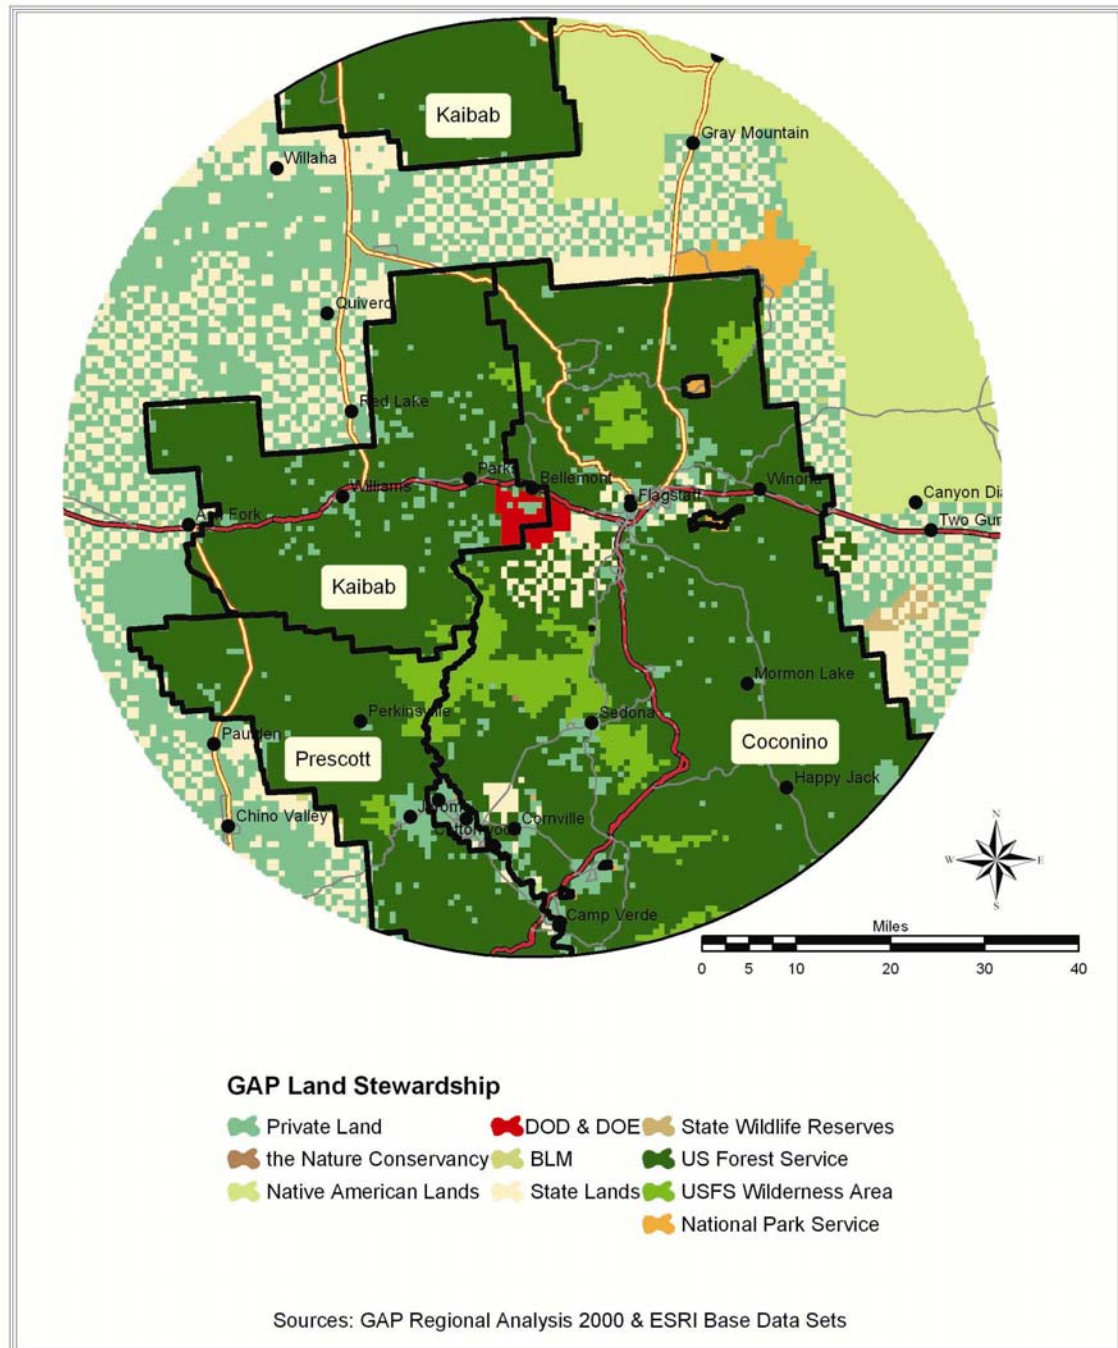 Kaibab
Gray Mountain
Willaha
Quivero
Red Lake
Parks
Bellemont
Williams
Flagstaff
Winona
Canyon Di
Ash Fork
Two Gun
Kaibab
Mormon Lake
Perkinsville
Sedona
Paulden
Prescott
Coconino
Happy Jack
Chino Valley
Jerome
Cornville
Cottonwood
N
W E
S
Camp Verde
Miles
0 5 10 20 30 40
GAP Land Stewardship
Private Land DOD & DOE State Wildlife Reserves
the Nature Conservancy BLM US Forest Service
Native American Lands State Lands USFS Wilderness Area
National Park Service
Sources: GAP Regional Analysis 2000 & ESRI Base Data Sets